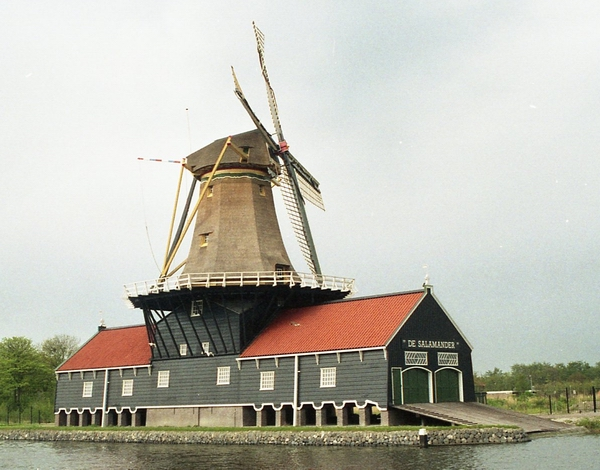 " DE SALAMANDER "